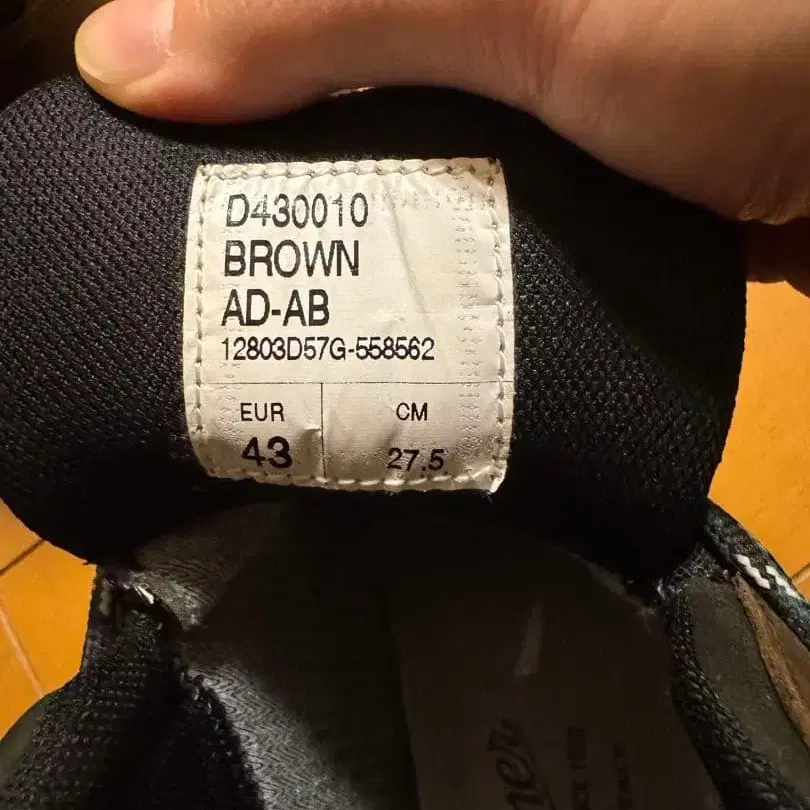 D430010
BROWN
AD-AB
12803D57G-558562
EUR
CM
43
27.5